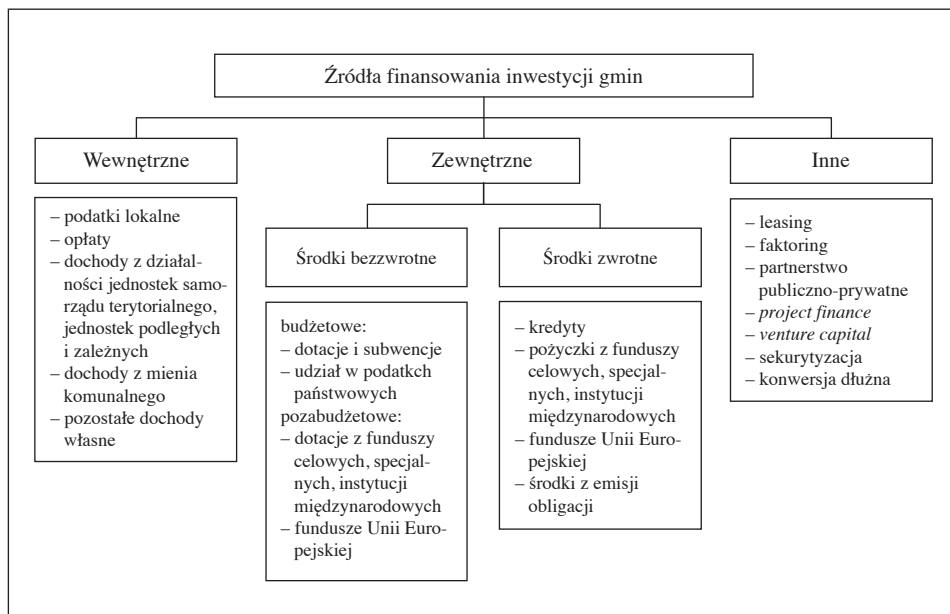 Źródła finansowania inwestycji gmin
Wewnętrzne
Zewnętrzne
Inne
– podatki lokalne
– opłaty
– dochody z działal-
ności jednostek samo-
rządu terytorialnego,
jednostek podległych
i zależnych
– dochody z mienia
komunalnego
– pozostałe dochody
własne
Środki bezzwrotne
budżetowe:
– dotacje i subwencje
– udział w podatkch
państwowych
pozabudżetowe:
– dotacje z funduszy
celowych, specjal-
nych, instytucji
międzynarodowych
– fundusze Unii Euro-
pejskiej
Środki zwrotne
– kredyty
– pożyczki z funduszy
celowych, specjal-
nych, instytucji
międzynarodowych
– fundusze Unii Euro-
pejskiej
– środki z emisji
obligacji
– leasing
– faktoring
– partnerstwo
publiczno-prywatne
– project finance
– venture capital
– sekurytyzacja
– konwersja dłużna